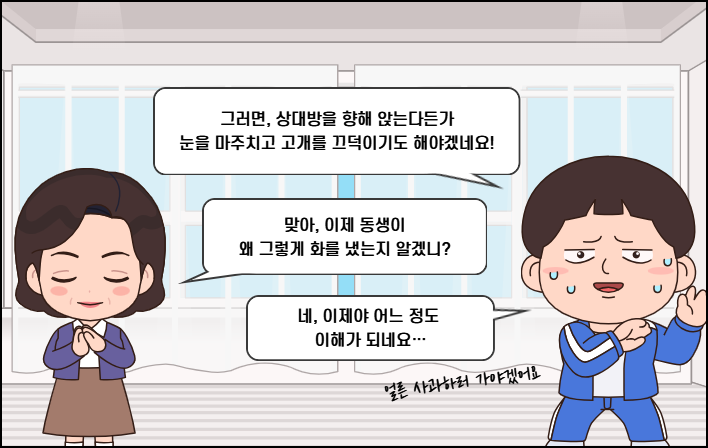 그러면, 상대방을 향해 앉는다든가
눈을 마주치고 고개를 끄덕이기도 해야겠네요!
맞아, 이제 동생이
왜 그렇게 화를 냈는지 알겠니?
네, 이제야 어느 정도
이해가 되네요…
얼른 사과하러 가야겠어요